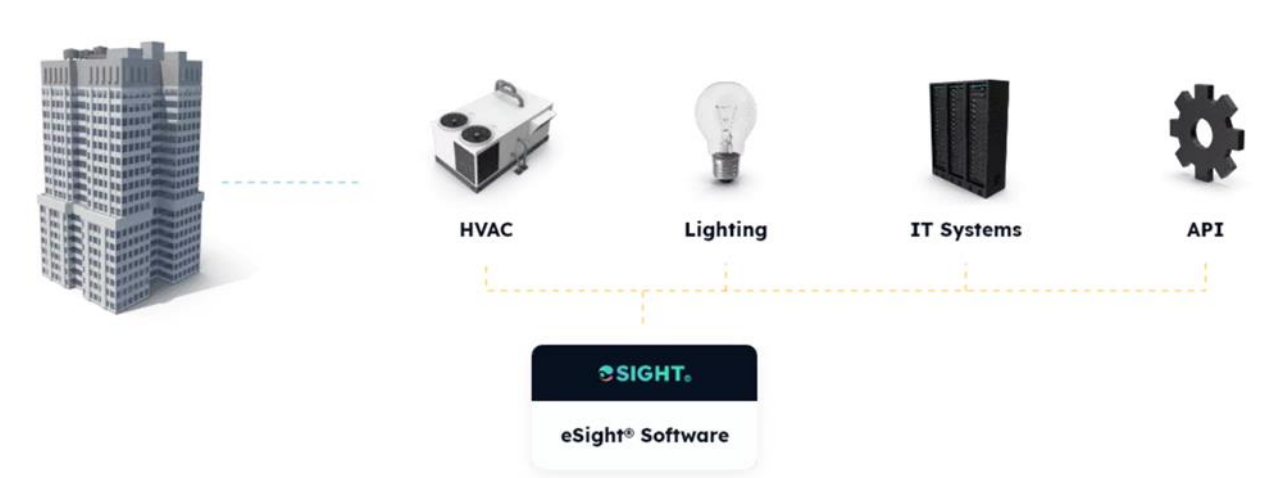 HVAC
Lighting
IT Systems
API
eSIGHT®
eSight® Software